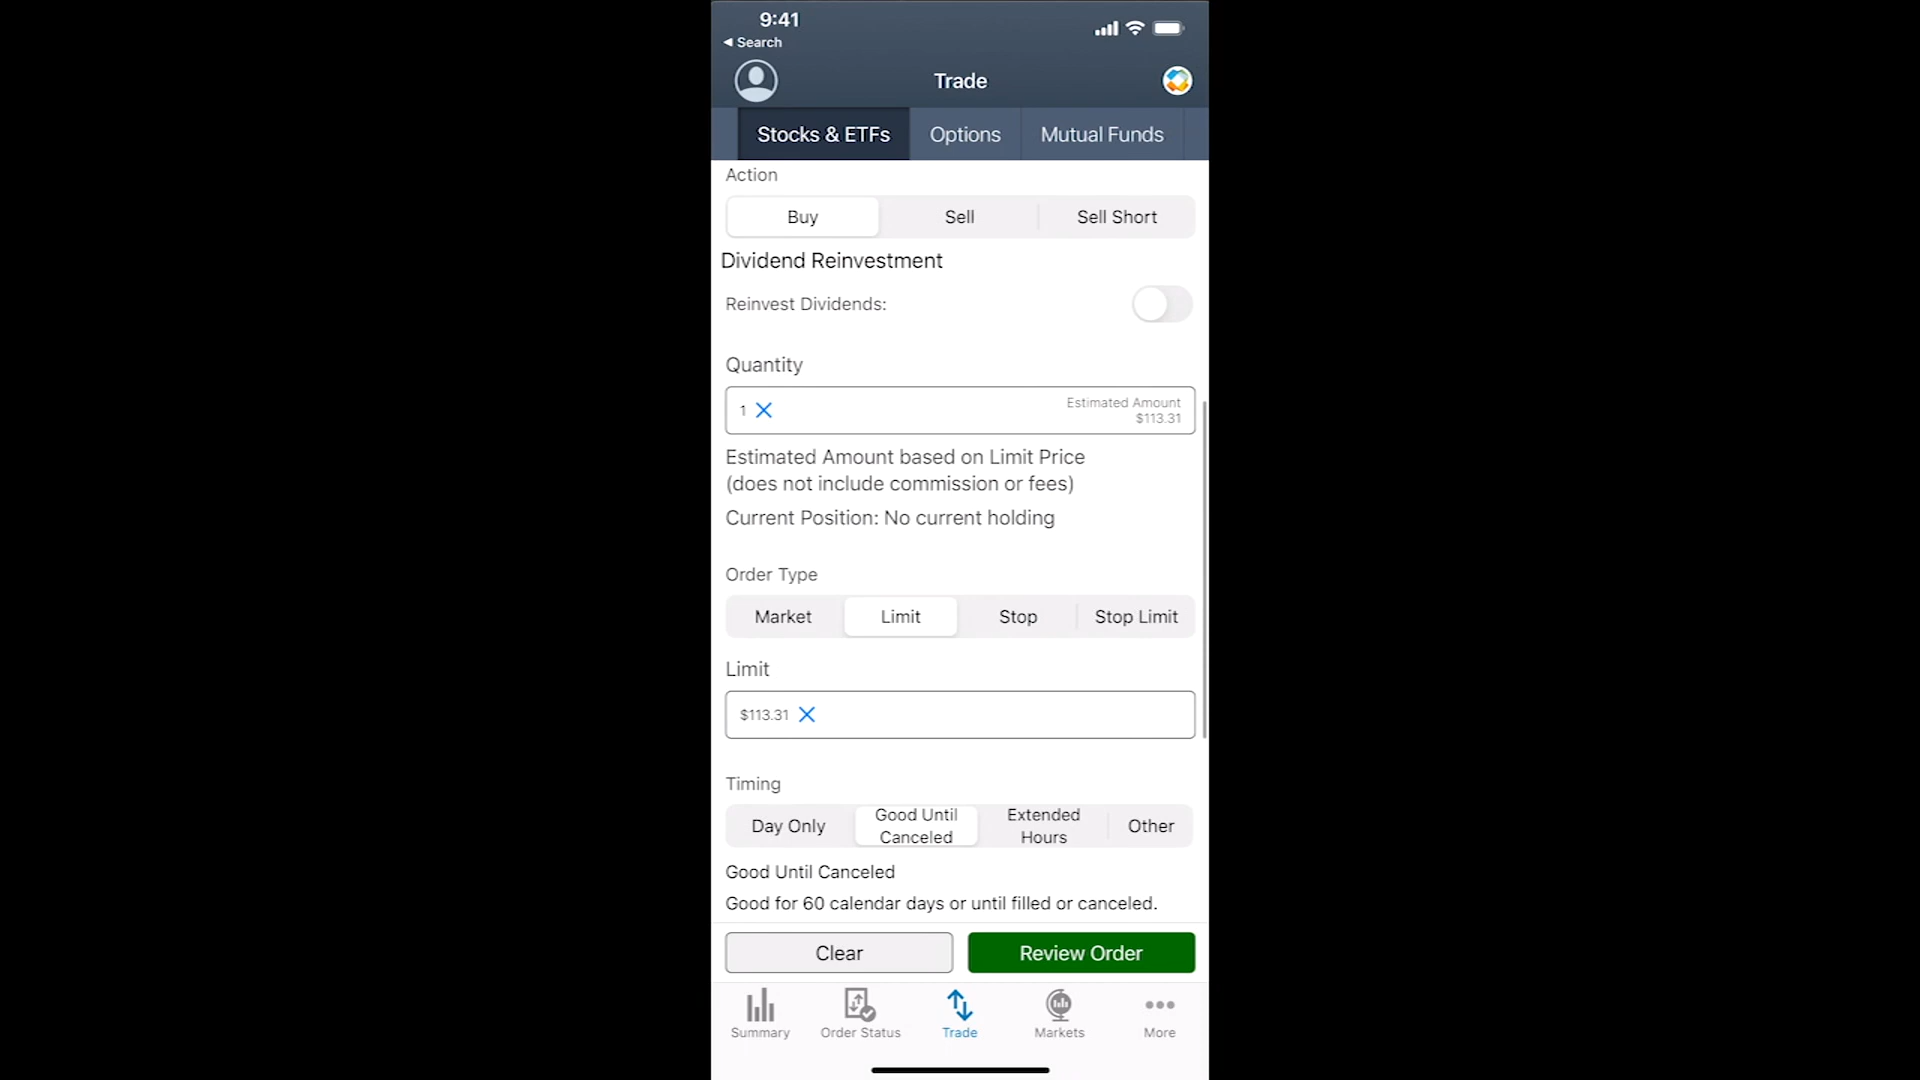 9:41
◀ Search
Trade
Stocks & ETFs
Options
Mutual Funds
Action
Buy
Sell
Sell Short
Dividend Reinvestment
Reinvest Dividends:
Quantity
1
Estimated Amount
$113.31
Estimated Amount based on Limit Price
(does not include commission or fees)
Current Position: No current holding
Order Type
Market
Limit
Stop
Stop Limit
Limit
$113.31
Timing
Day Only
Good Until
Canceled
Extended
Hours
Other
Good Until Canceled
Good for 60 calendar days or until filled or canceled.
Clear
Review Order
Summary
Order Status
Trade
Markets
More